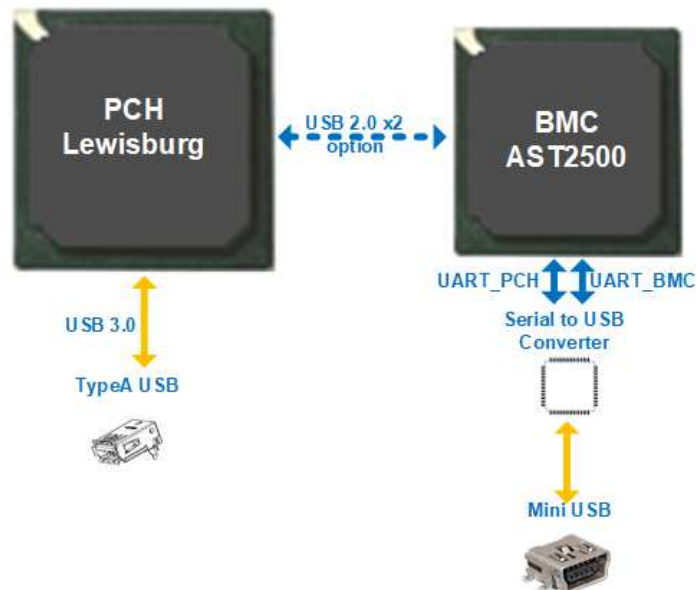 PCH
Lewisburg
USB 2.0 x2
option
BMC
AST2500
UART_PCH
UART_BMC
USB 3.0
Serial to USB
Converter
TypeA USB
Mini USB